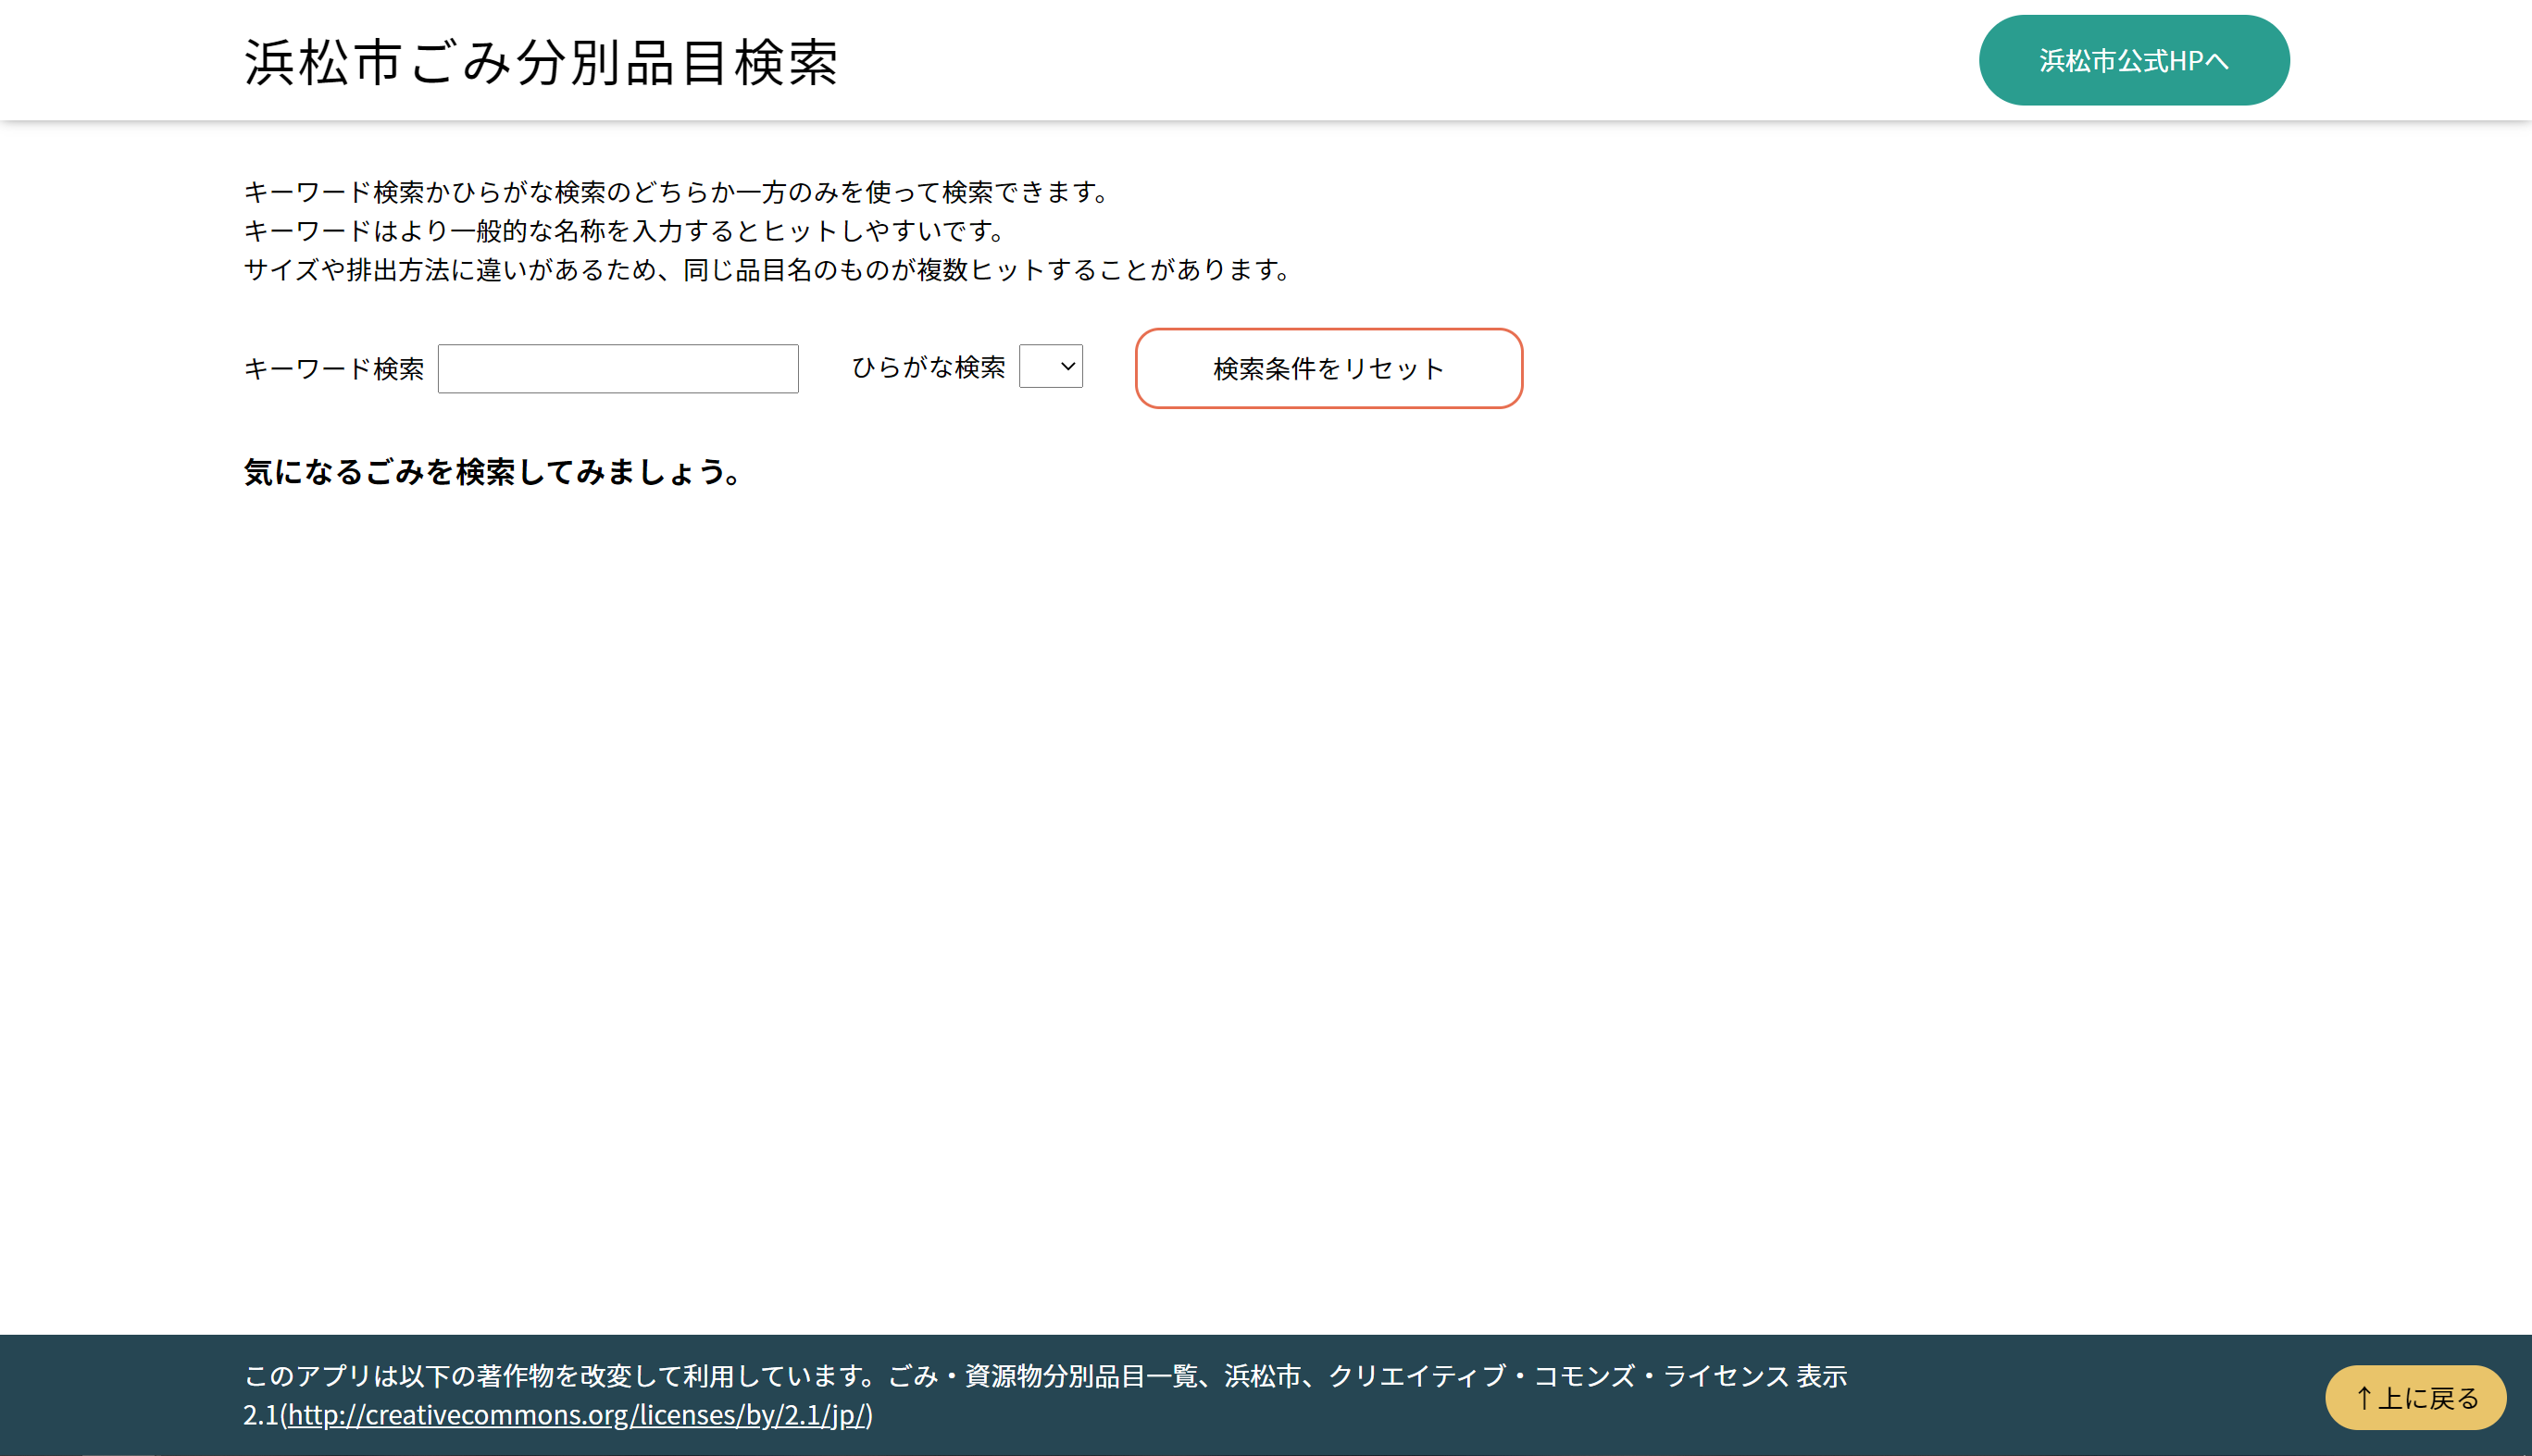 浜松市ごみ分別品目検索
浜松市公式HPへ
キーワード検索かひらがな検索のどちらか一方のみを使って検索できます。
キーワードはより一般的な名称を入力するとヒットしやすいです。
サイズや排出方法に違いがあるため、同じ品目名のものが複数ヒットすることがあります。
キーワード検索
ひらがな検索
検索条件をリセット
気になるごみを検索してみましょう。
このアプリは以下の著作物を改変して利用しています。ごみ・資源物分別品目一覧、浜松市、クリエイティブ・コモンズ・ライセンス 表示
2.1(http://creativecommons.org/licenses/by/2.1/jp/)
↑上に戻る